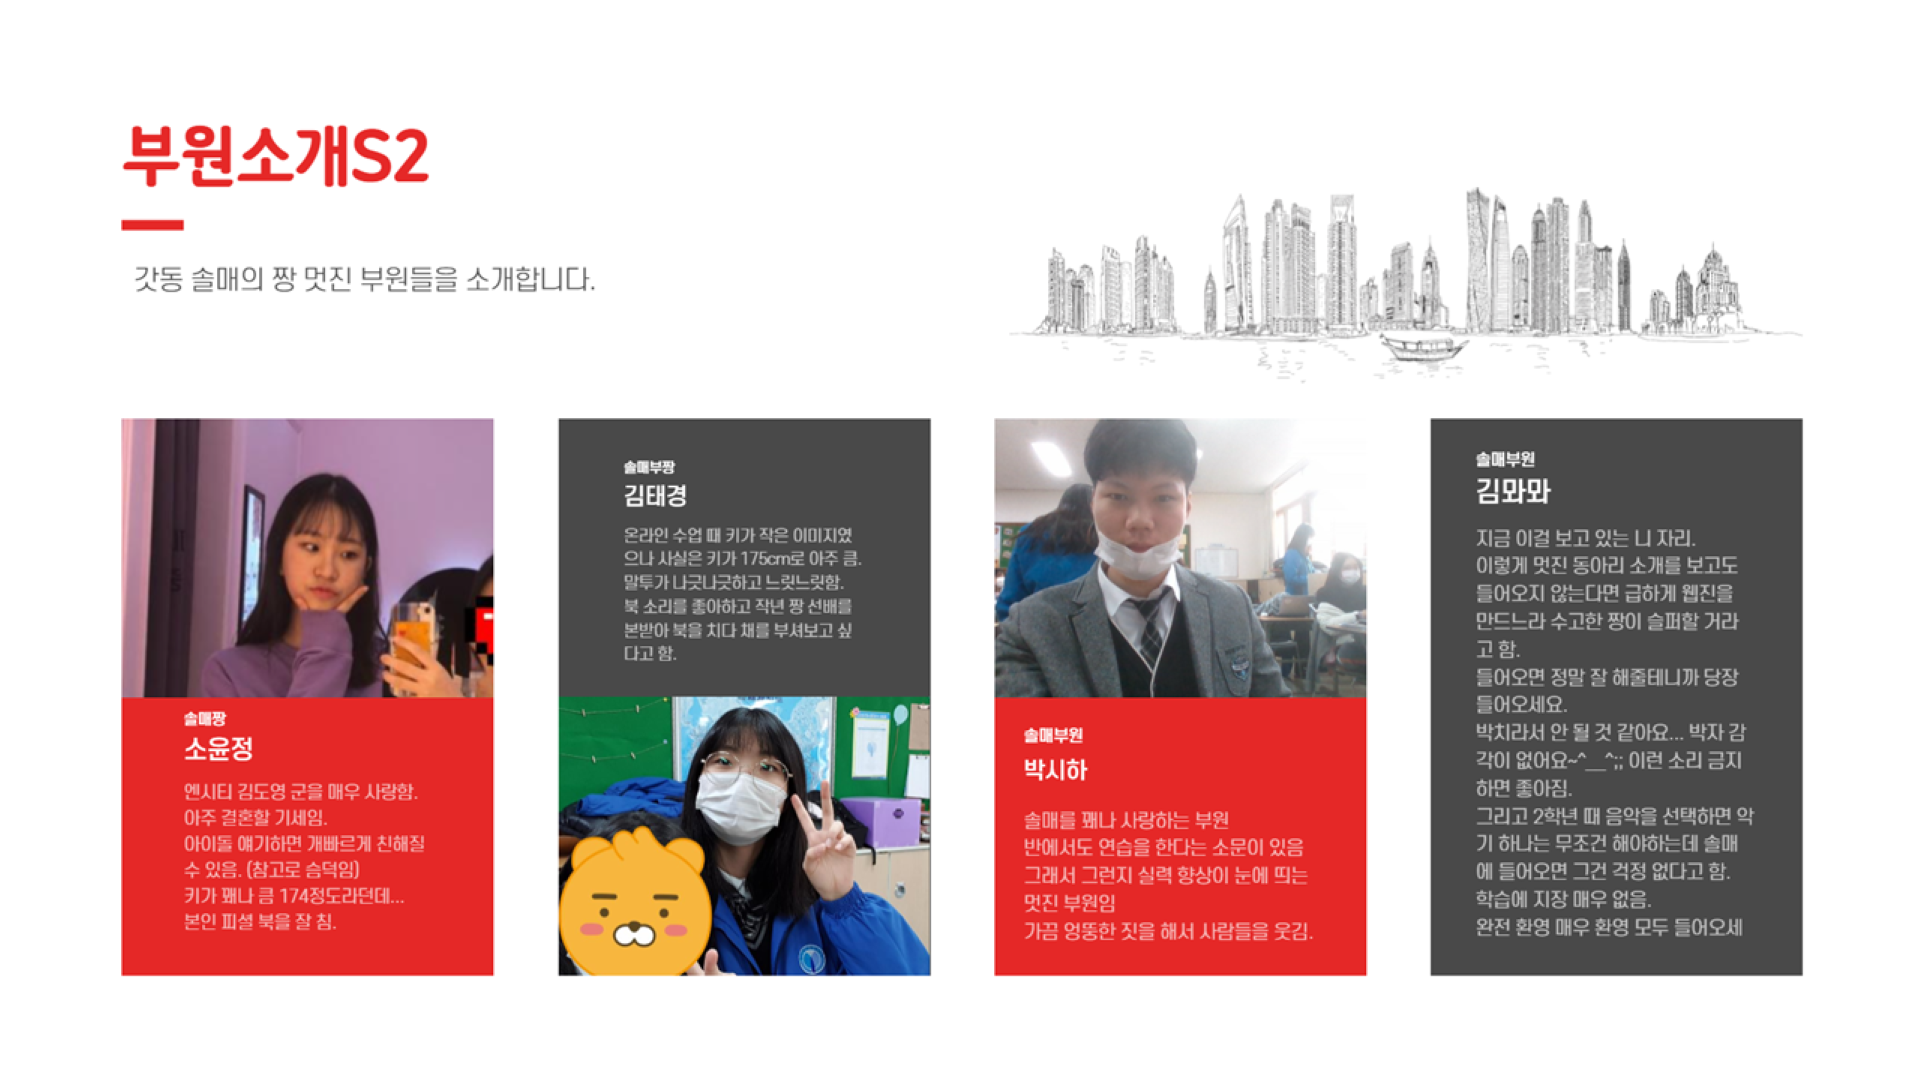 부원소개S2
갓동 솔매의 짱 멋진 부원들을 소개합니다.
솔매짱
소윤정
엔시티 김도영 군을 매우 사랑함.
아주 결혼할 기세임.
아이돌 얘기하면 개빠르게 친해질
수 있음. (참고로 슴덕임)
키가 꽤나 큼 174정도라던데...
본인 피셜 북을 잘 침.
솔매부짱
김태경
온라인 수업 때 키가 작은 이미지였
으나 사실은 키가 175cm로 아주 큼.
말투가 나긋나긋하고 느릿느릿함.
북 소리를 좋아하고 작년 짱 선배를
본받아 북을 치다 채를 부셔보고 싶
다고 함.
솔매부원
박시하
솔매를 꽤나 사랑하는 부원
반에서도 연습을 한다는 소문이 있음
그래서 그런지 실력 향상이 눈에 띄는
멋진 부원임
가끔 엉뚱한 짓을 해서 사람들을 웃김.
솔매부원
김뫄뫄
지금 이걸 보고 있는 니 자리.
이렇게 멋진 동아리 소개를 보고도
들어오지 않는다면 급하게 웹진을
만드느라 수고한 짱이 슬퍼할 거라
고 함.
들어오면 정말 잘 해줄테니까 당장
들어오세요.
박치라서 안 될 것 같아요... 박자 감
각이 없어요~^__^;; 이런 소리 금지
하면 좋아짐.
그리고 2학년 때 음악을 선택하면 악
기 하나는 무조건 해야하는데 솔매
에 들어오면 그건 걱정 없다고 함.
학습에 지장 매우 없음.
완전 환영 매우 환영 모두 들어오세